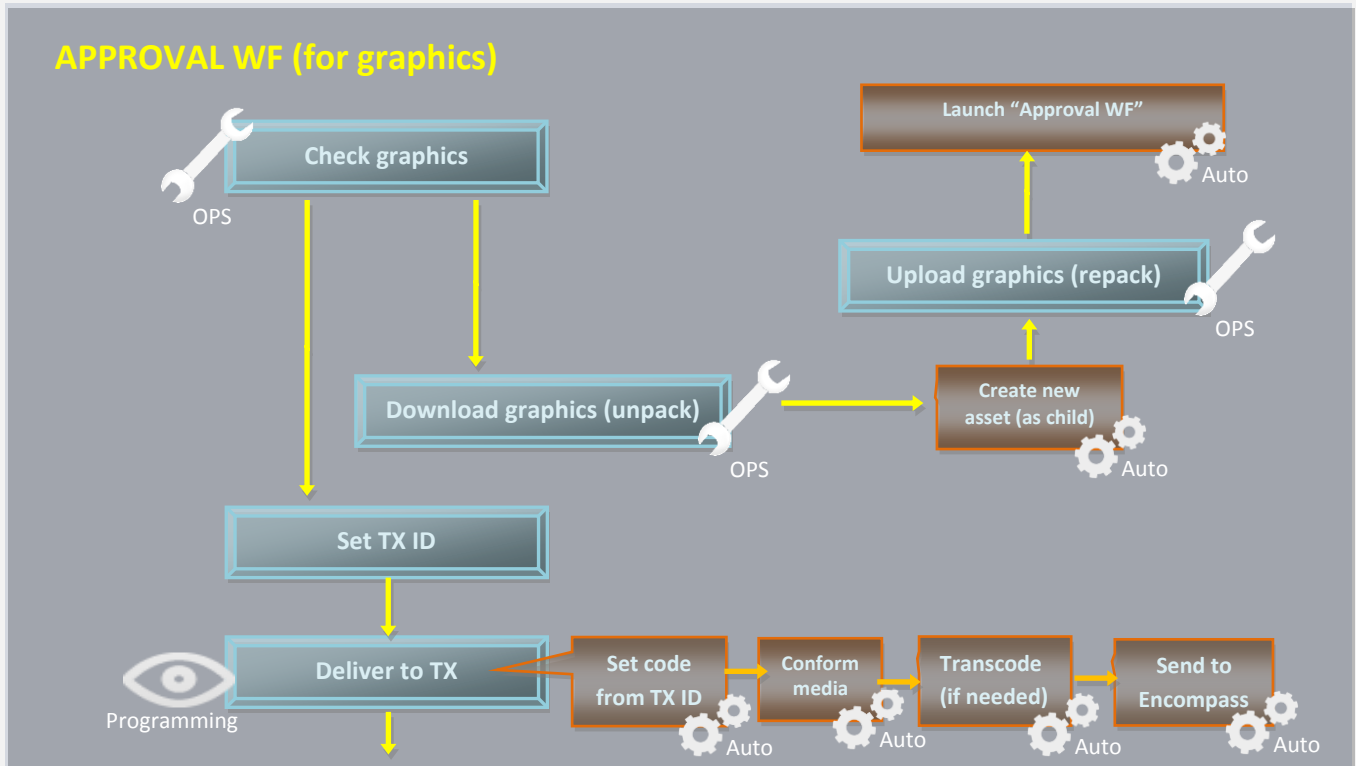 APPROVAL WF (for graphics)
Launch “Approval WF”
Auto
Check graphics
OPS
Upload graphics (repack)
OPS
Download graphics (unpack)
OPS
Create new
asset (as child)
Auto
Set TX ID
Deliver to TX
Programming
Set code
from TX ID
Auto
Conform
media
Auto
Transcode
(if needed)
Auto
Send to
Encompass
Auto